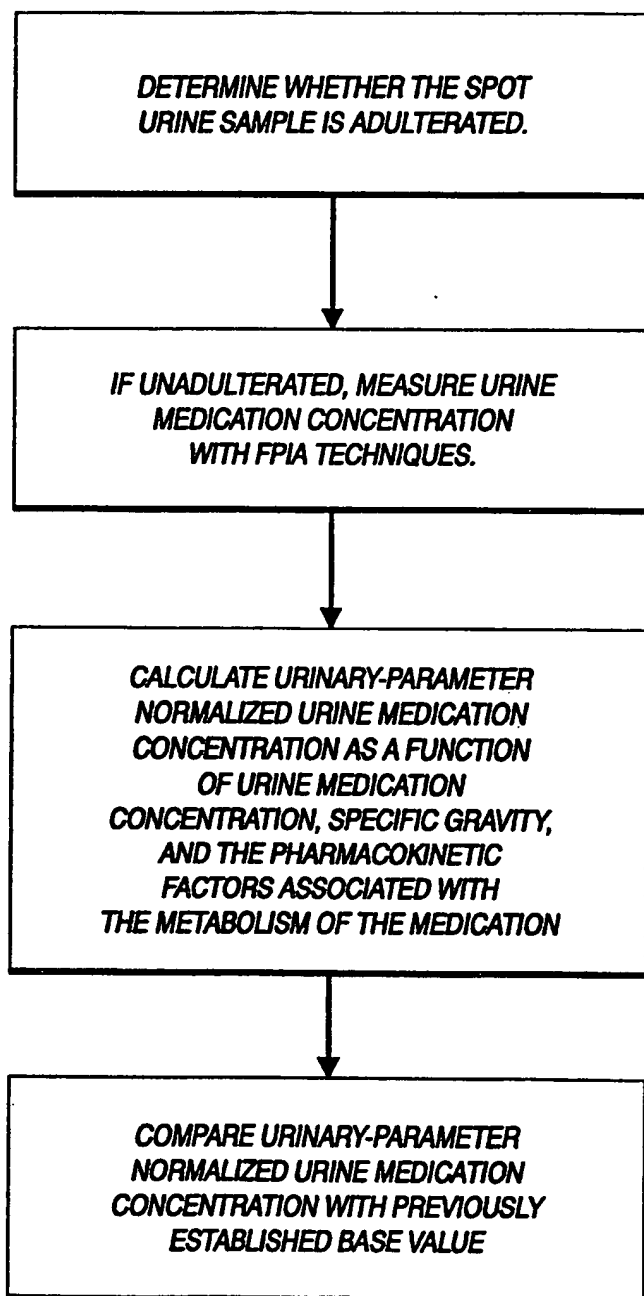 DETERMINE WHETHER THE SPOT
URINE SAMPLE IS ADULTERATED.
IF UNADULTERATED, MEASURE URINE
MEDICATION CONCENTRATION
WITH FPIA TECHNIQUES.
CALCULATE URINARY-PARAMETER
NORMALIZED URINE MEDICATION
CONCENTRATION AS A FUNCTION
OF URINE MEDICATION
CONCENTRATION, SPECIFIC GRAVITY,
AND THE PHARMACOKINETIC
FACTORS ASSOCIATED WITH
THE METABOLISM OF THE MEDICATION
COMPARE URINARY-PARAMETER
NORMALIZED URINE MEDICATION
CONCENTRATION WITH PREVIOUSLY
ESTABLISHED BASE VALUE